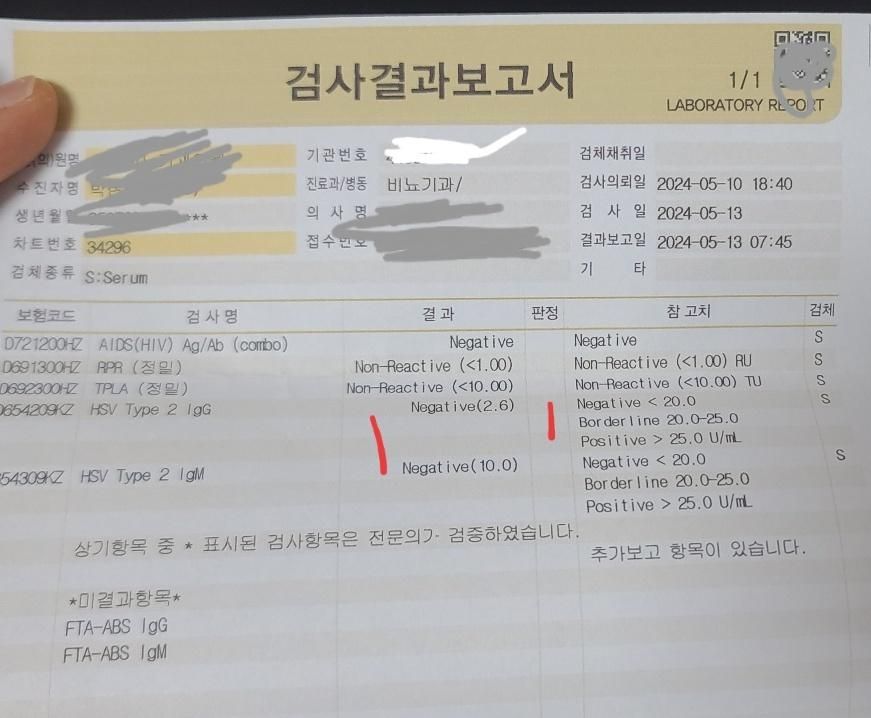 검사결과보고서
1/1
LABORATORY REPORT
원명 기관번호 검체채취일
수진자명 진료과/병동 비뇨기과/ 검사의뢰일 2024-05-10 18:40
생년월일 *** 의 사 명 검 사 일 2024-05-13
차트번호 34296 접수번호 결과보고일 2024-05-13 07:45
검체종류 S:Serum 기 타
보험코드 검 사 명 결 과 판정 참 고 치 검체
D721200HZ AIDS(HIV) Ag/Ab (combo) Negative Negative S
D691300HZ RPR (정밀) Non-Reactive (<1.00) Non-Reactive (<1.00) RU S
D692300HZ TPLA (정밀) Non-Reactive (<10.00) Non-Reactive (<10.00) TU S
D654209KZ HSV Type 2 IgG Negative(2.6) Negative < 20.0 S
Borderline 20.0-25.0
Positive > 25.0 U/mL
54309KZ HSV Type 2 IgM Negative(10.0) Negative < 20.0 S
Borderline 20.0-25.0
Positive > 25.0 U/mL
상기항목 중 * 표시된 검사항목은 전문의가 검증하였습니다.
추가보고 항목이 있습니다.
*미결과항목*
FTA-ABS IgG
FTA-ABS IgM